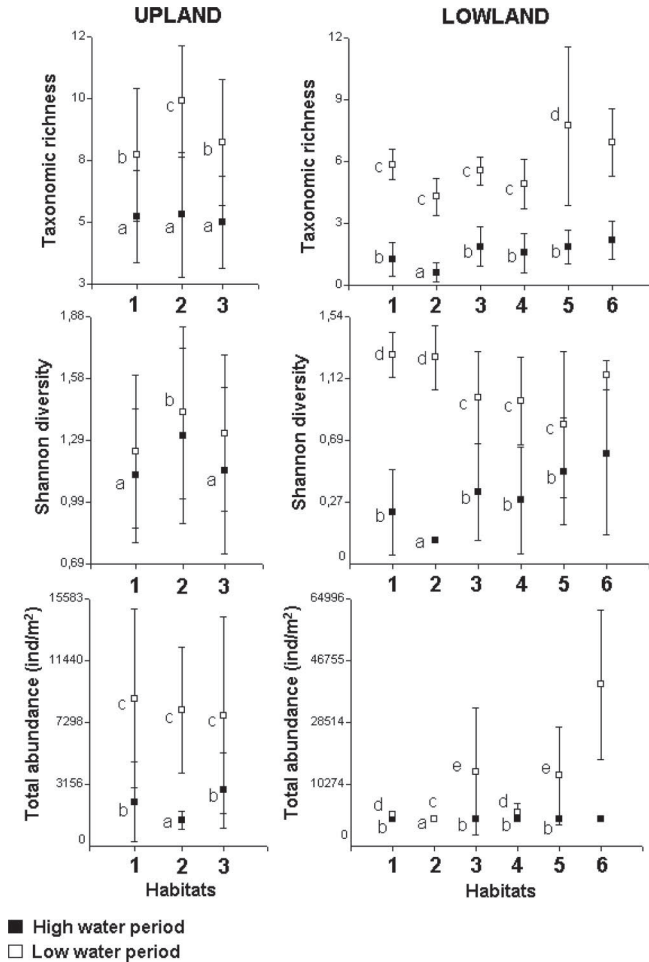 UPLAND
LOWLAND
Taxonomic richness
12
10
8
5
3
b
c
b
a
a
a
1
2
3
Taxonomic richness
12
9
6
3
0
c
c
c
c
d
b
a
b
b
b
1
2
3
4
5
6
Shannon diversity
1,88
1,58
1,29
0,99
0,69
a
b
a
1
2
3
Shannon diversity
1,54
1,12
0,69
0,27
0
d
d
c
c
c
b
a
b
b
b
1
2
3
4
5
6
Total abundance (ind/m²)
15583
11440
7298
3156
0
c
c
c
b
a
b
1
2
3
Habitats
Total abundance (ind/m²)
64996
46755
28514
10274
0
d
c
e
d
e
b
a
b
b
b
1
2
3
4
5
6
Habitats
High water period
Low water period